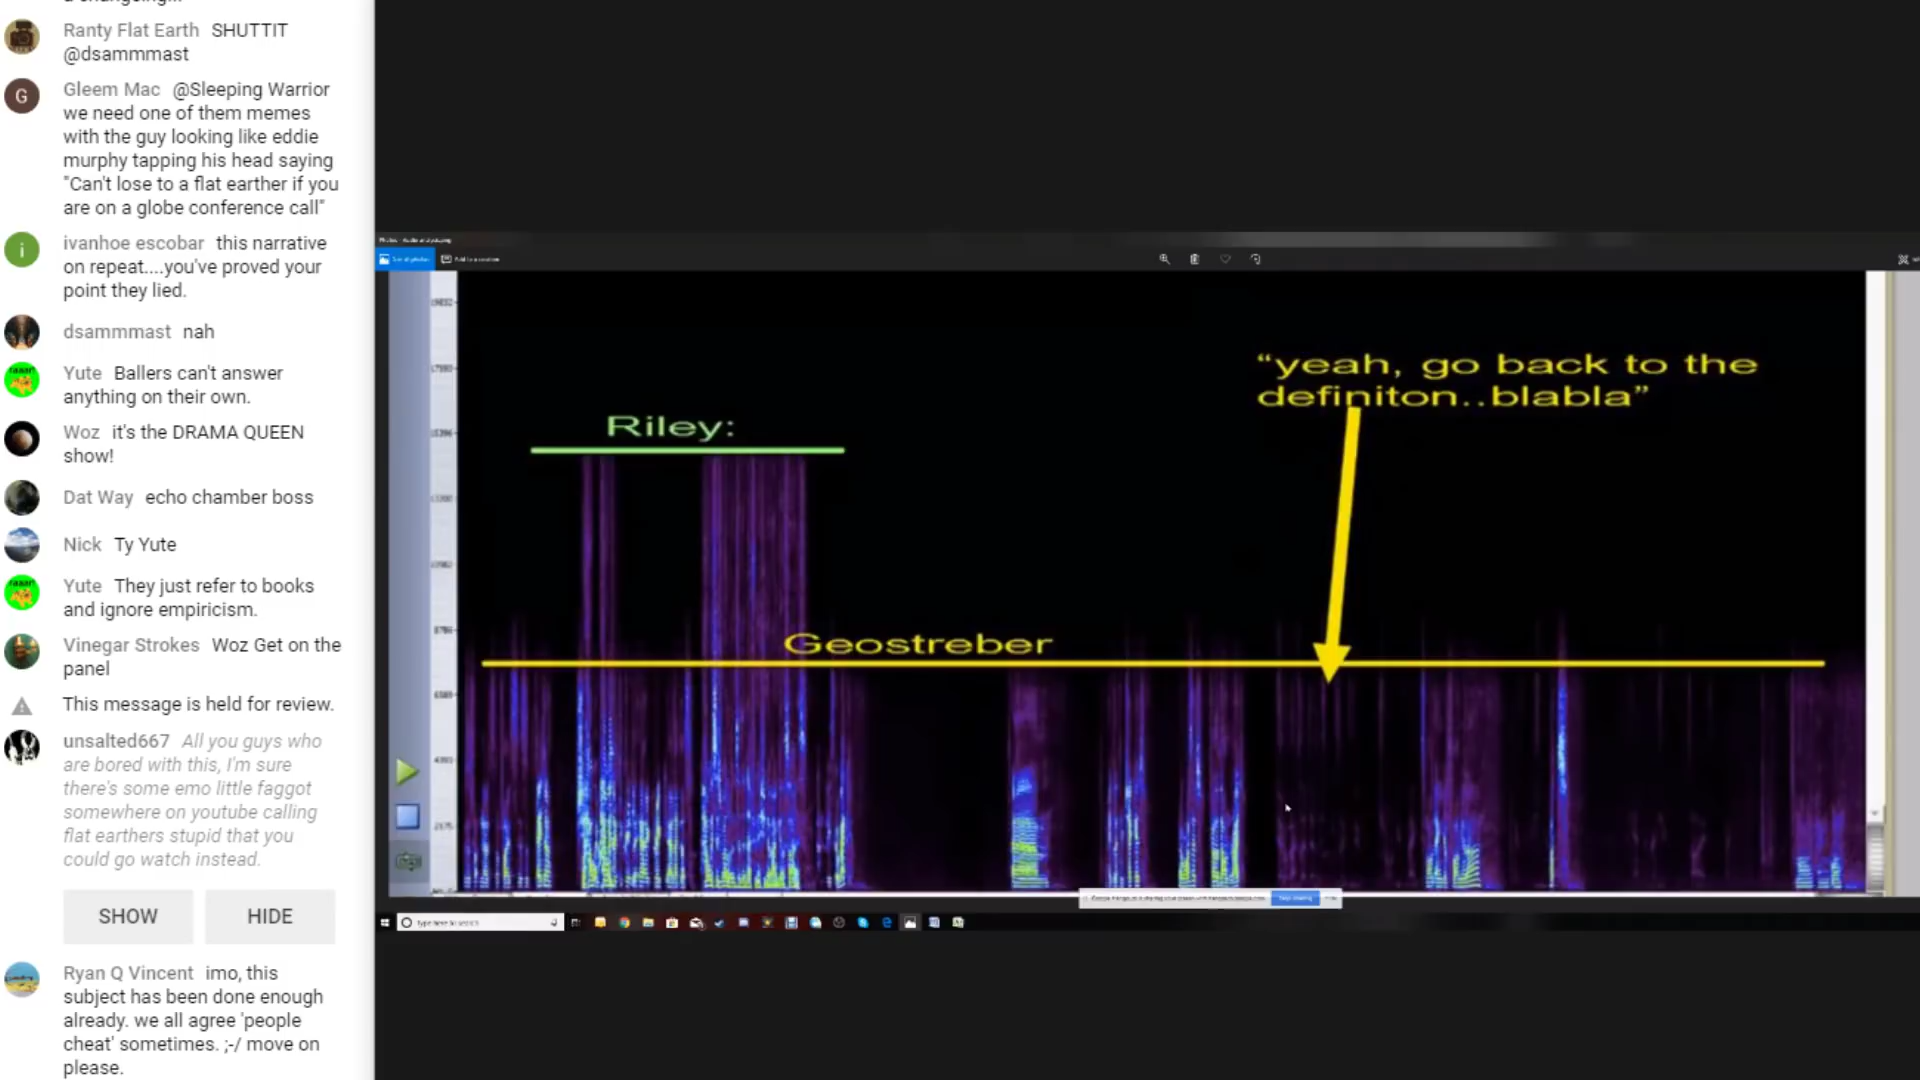 Ranty Flat Earth SHUTTIT
@dsammmast
G
Gleem Mac @Sleeping Warrior
we need one of them memes
with the guy looking like eddie
murphy tapping his head saying
"Can't lose to a flat earther if you
are on a globe conference call"
i
ivanhoe escobar this narrative
on repeat....you've proved your
point they lied.
dsammmast nah
Yute Ballers can't answer
anything on their own.
Woz it's the DRAMA QUEEN
show!
Dat Way echo chamber boss
Nick Ty Yute
Yute They just refer to books
and ignore empiricism.
Vinegar Strokes Woz Get on the
panel
This message is held for review.
unsalted667 All you guys who
are bored with this, I'm sure
there's some emo little faggot
somewhere on youtube calling
flat earthers stupid that you
could go watch instead.
SHOW HIDE
Ryan Q Vincent imo, this
subject has been done enough
already. we all agree 'people
cheat' sometimes. ;-/ move on
please.
“yeah, go back to the
definiton..blabla”
Riley:
Geostreber
Type here to search